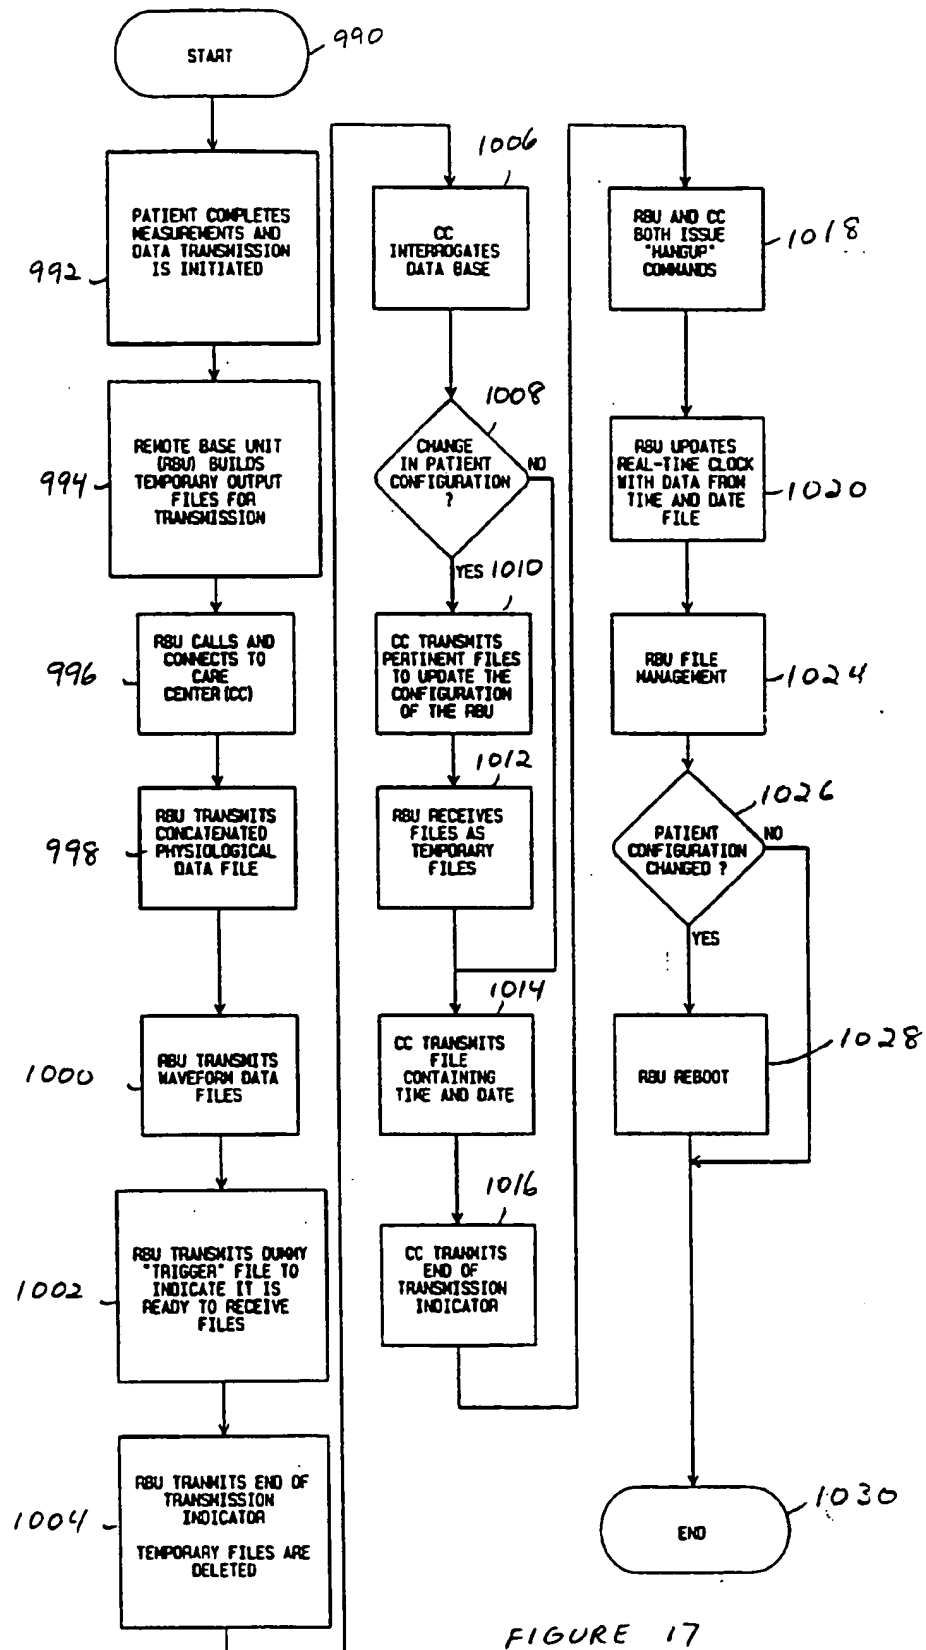 START
990
PATIENT COMPLETES
MEASUREMENTS AND
DATA TRANSMISSION
IS INITIATED
992
REMOTE BASE UNIT
(RBU) BUILDS
TEMPORARY OUTPUT
FILES FOR
TRANSMISSION
994
RBU CALLS AND
CONNECTS TO
CARE
CENTER(CC)
996
RBU TRANSMITS
CONCATENATED
PHYSIOLOGICAL
DATA FILE
998
RBU TRANSMITS
WAVEFORM DATA
FILES
1000
RBU TRANSMITS DUMMY
"TRIGGER" FILE TO
INDICATE IT IS
READY TO RECEIVE
FILES
1002
RBU TRANMITS END OF
TRANSMISSION
INDICATOR
TEMPORARY FILES ARE
DELETED
1004
1006
CC
INTERROGATES
DATA BASE
1008
CHANGE
IN PATIENT
CONFIGURATION
?
NO
YES
1010
CC TRANSMITS
PERTINENT FILES
TO UPDATE THE
CONFIGURATION
OF THE RBU
1012
RBU RECEIVES
FILES AS
TEMPORARY
FILES
1014
CC TRANSMITS
FILE
CONTAINING
TIME AND DATE
1016
CC TRANMITS
END OF
TRANSMISSION
INDICATOR
RBU AND CC
BOTH ISSUE
"HANGUP"
COMMANDS
1018
RBU UPDATES
REAL-TIME CLOCK
WITH DATA FROM
TIME AND DATE
FILE
1020
RBU FILE
MANAGEMENT
1024
1026
PATIENT
CONFIGURATION
CHANGED ?
NO
YES
1028
RBU REBOOT
1030
END
FIGURE 17